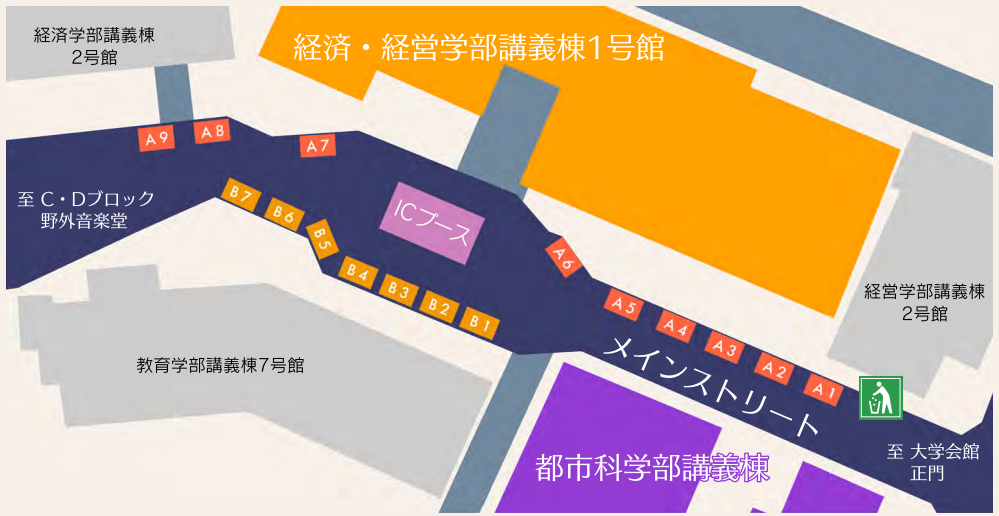 経済学部講義棟
2号館
経済・経営学部講義棟1号館
A9
A8
A7
至 C・Dブロック
野外音楽堂
B7
B6
B5
ICブース
A6
B4
B3
B2
B1
A5
A4
A3
A2
A1
経営学部講義棟
2号館
メインストリート
教育学部講義棟7号館
都市科学部講義棟
至 大学会館
正門